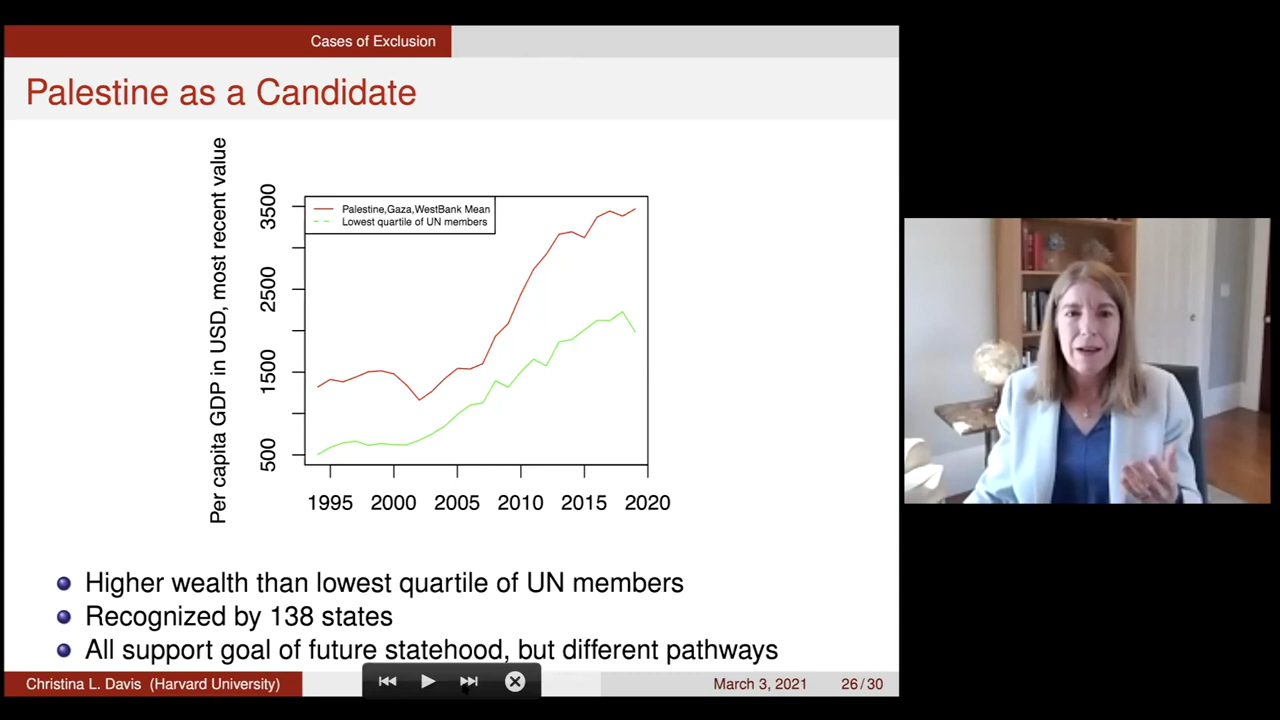 Cases of Exclusion
Palestine as a Candidate
Per capita GDP in USD, most recent value
3500
2500
1500
500
Palestine,Gaza,WestBank Mean
Lowest quartile of UN members
1995 2000 2005 2010 2015 2020
Higher wealth than lowest quartile of UN members
Recognized by 138 states
All support goal of future statehood, but different pathways
Christina L. Davis (Harvard University) March 3, 2021 26/30